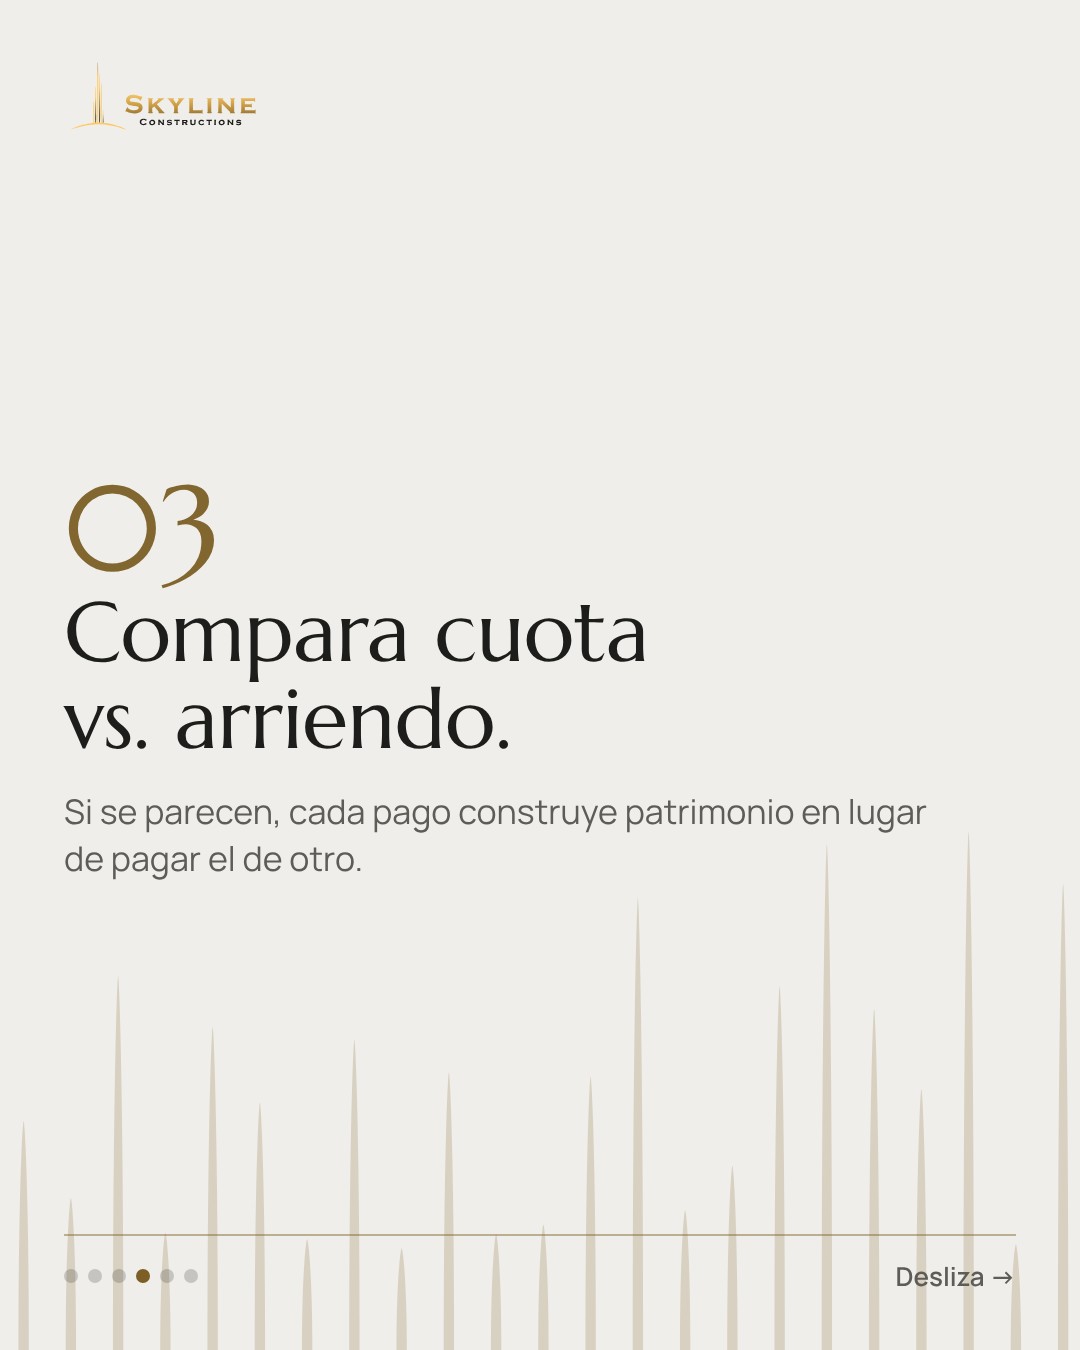 SKYLINE
CONSTRUCTIONS
03
Compara cuota
vs. arriendo.
Si se parecen, cada pago construye patrimonio en lugar
de pagar el de otro.
Desliza →